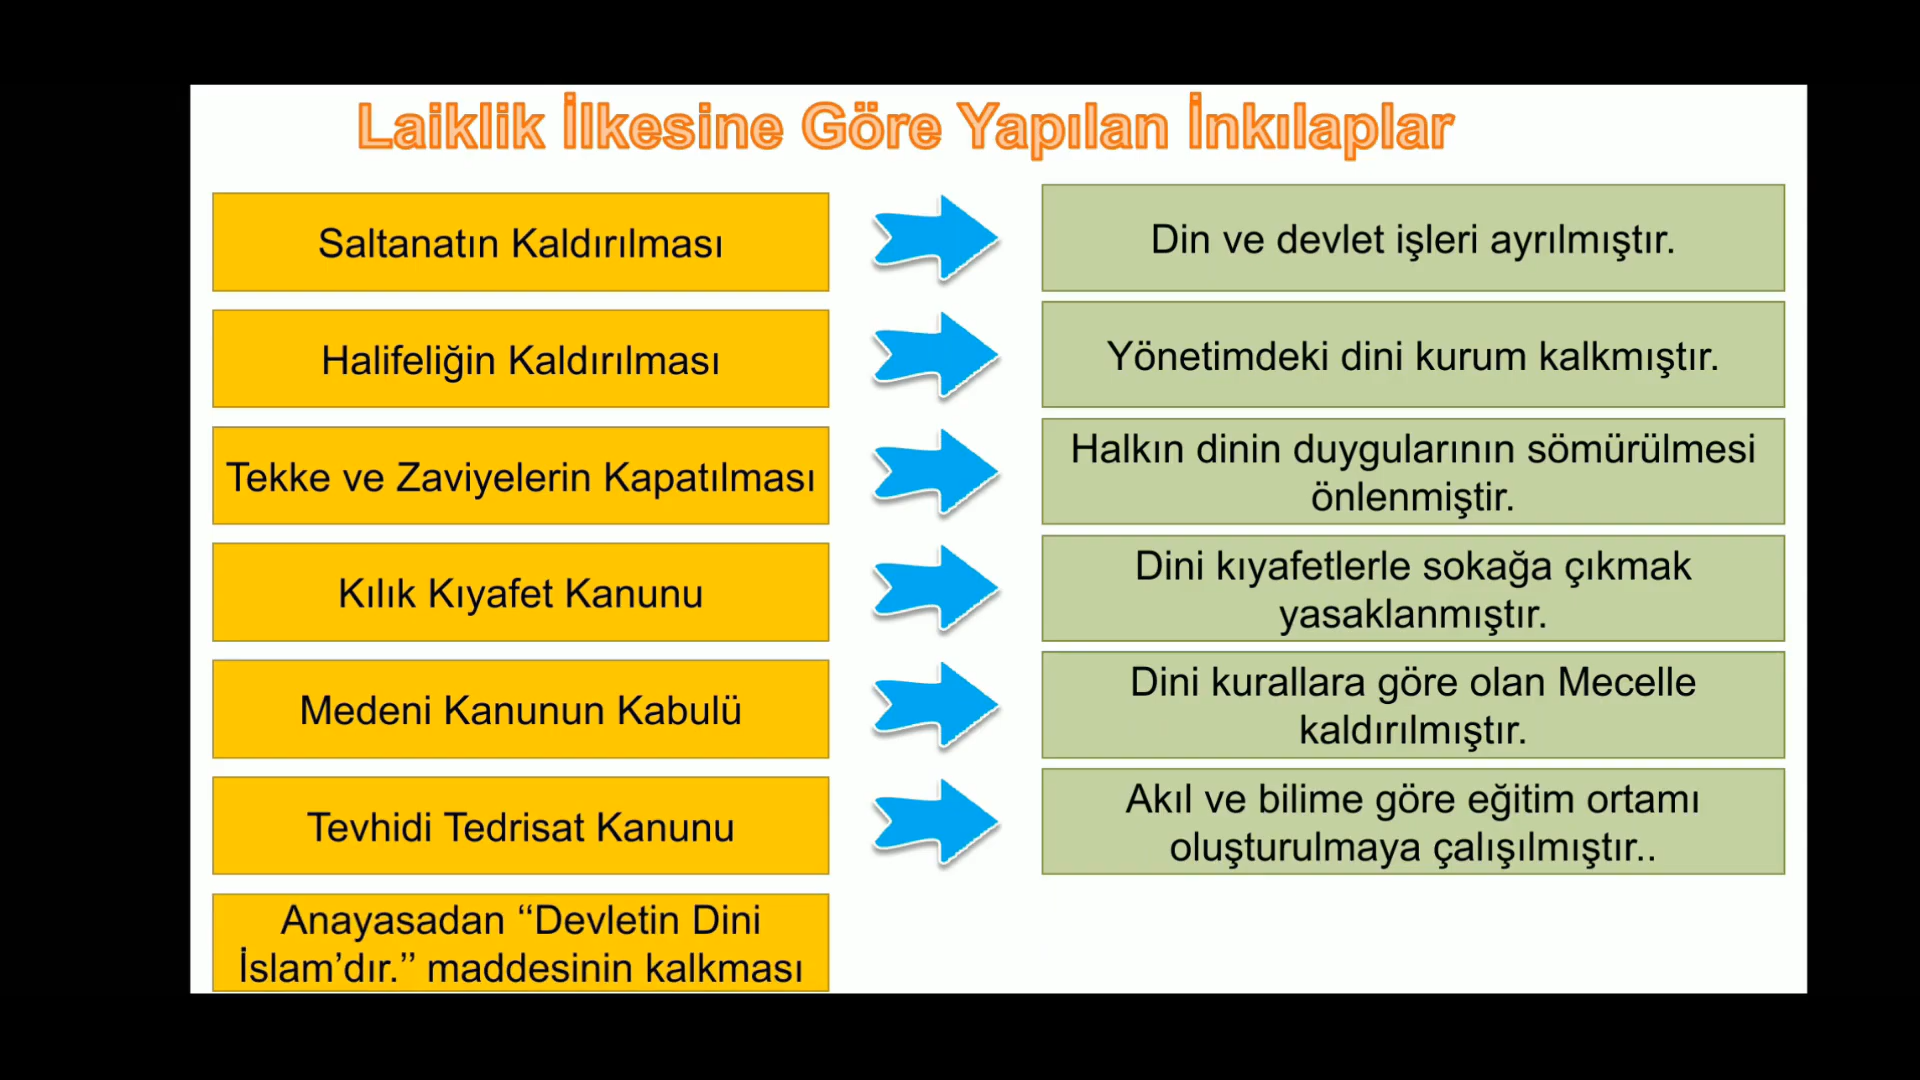 Laiklik İlkesine Göre Yapılan İnkılaplar
Saltanatın Kaldırılması
Din ve devlet işleri ayrılmıştır.
Halifeliğin Kaldırılması
Yönetimdeki dini kurum kalkmıştır.
Tekke ve Zaviyelerin Kapatılması
Halkın dinin duygularının sömürülmesi
önlenmiştir.
Kılık Kıyafet Kanunu
Dini kıyafetlerle sokağa çıkmak
yasaklanmıştır.
Medeni Kanunun Kabulü
Dini kurallara göre olan Mecelle
kaldırılmıştır.
Tevhidi Tedrisat Kanunu
Akıl ve bilime göre eğitim ortamı
oluşturulmaya çalışılmıştır..
Anayasadan ‘‘Devletin Dini
İslam’dır.’’ maddesinin kalkması